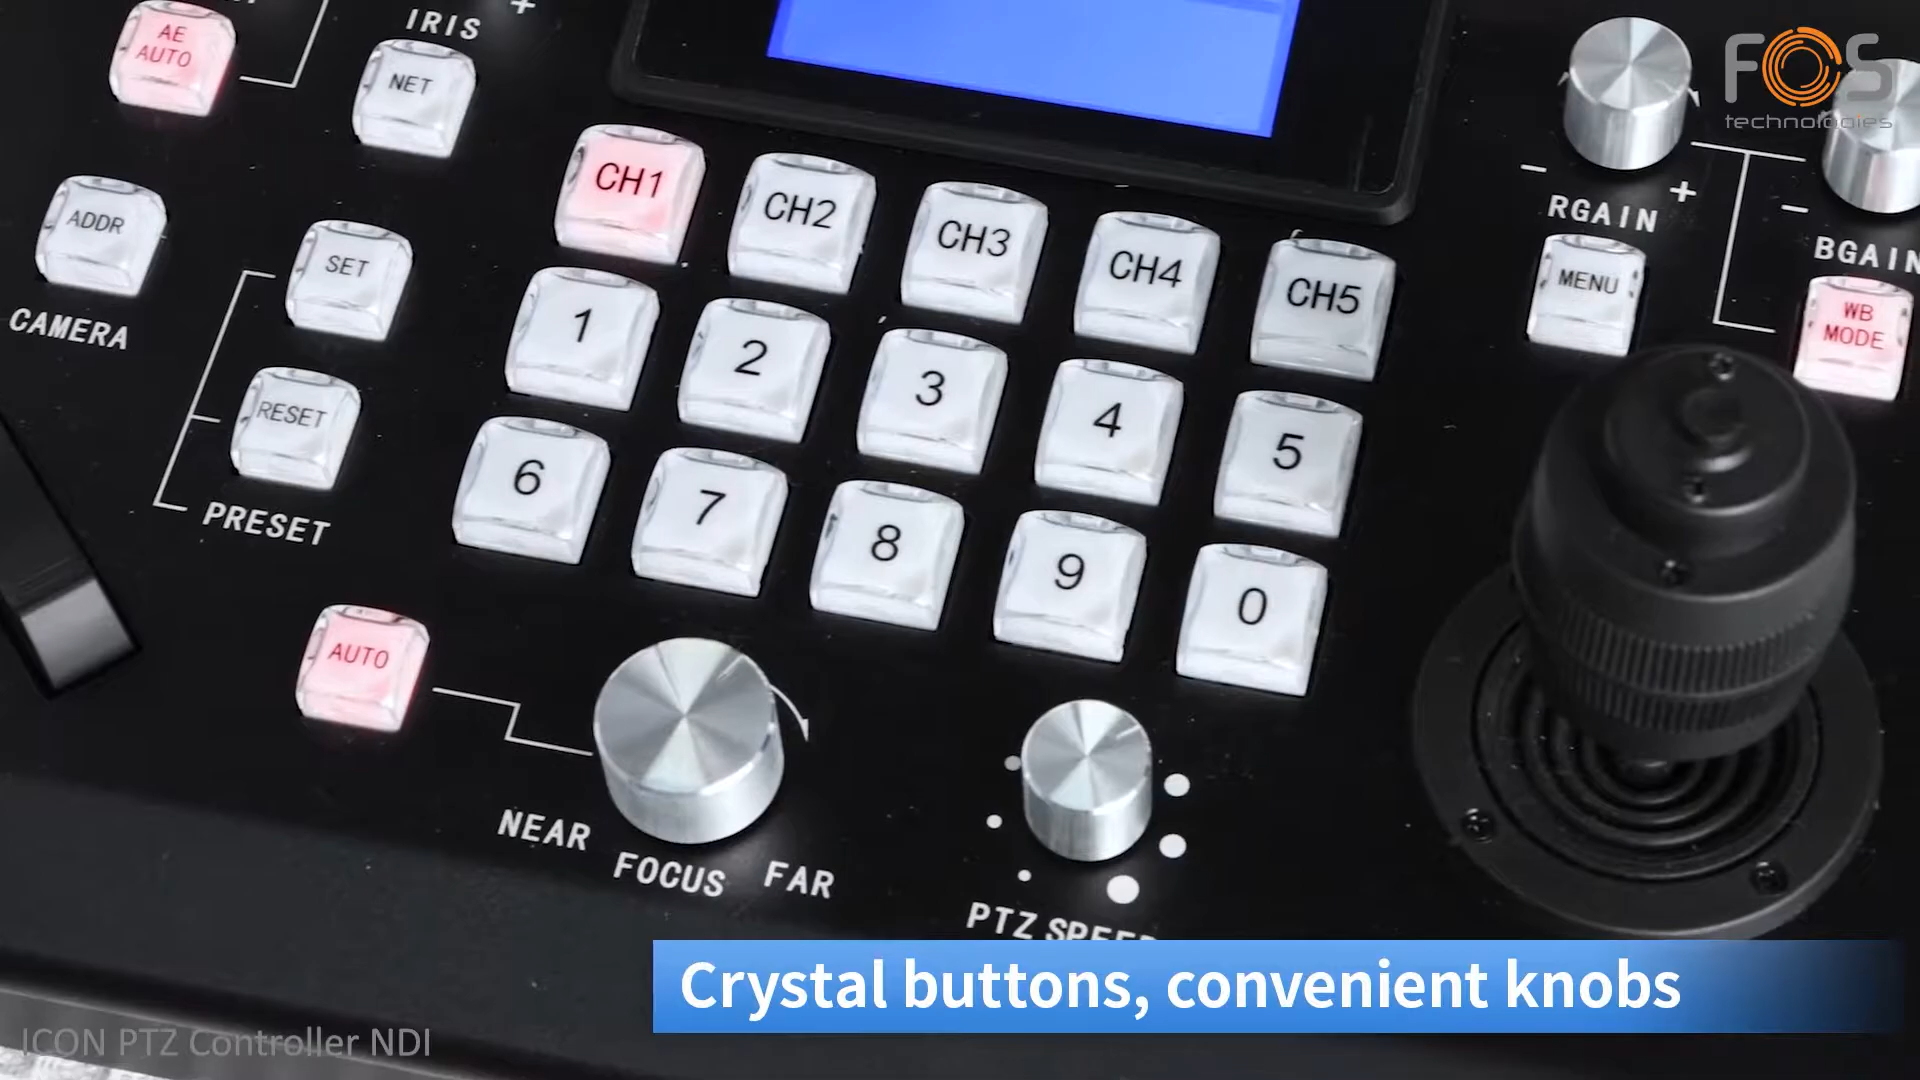 AE
AUTO
IRIS
+
NET
FOS
technologies
CH1
CH2
CH3
CH4
CH5
ADDR
CAMERA
SET
RESET
PRESET
- RGAIN +
- BGAIN
MENU
WB
MODE
1
2
3
4
5
6
7
8
9
0
AUTO
NEAR
FOCUS
FAR
PTZ SPEED
Crystal buttons, convenient knobs
ICON PTZ Controller NDI